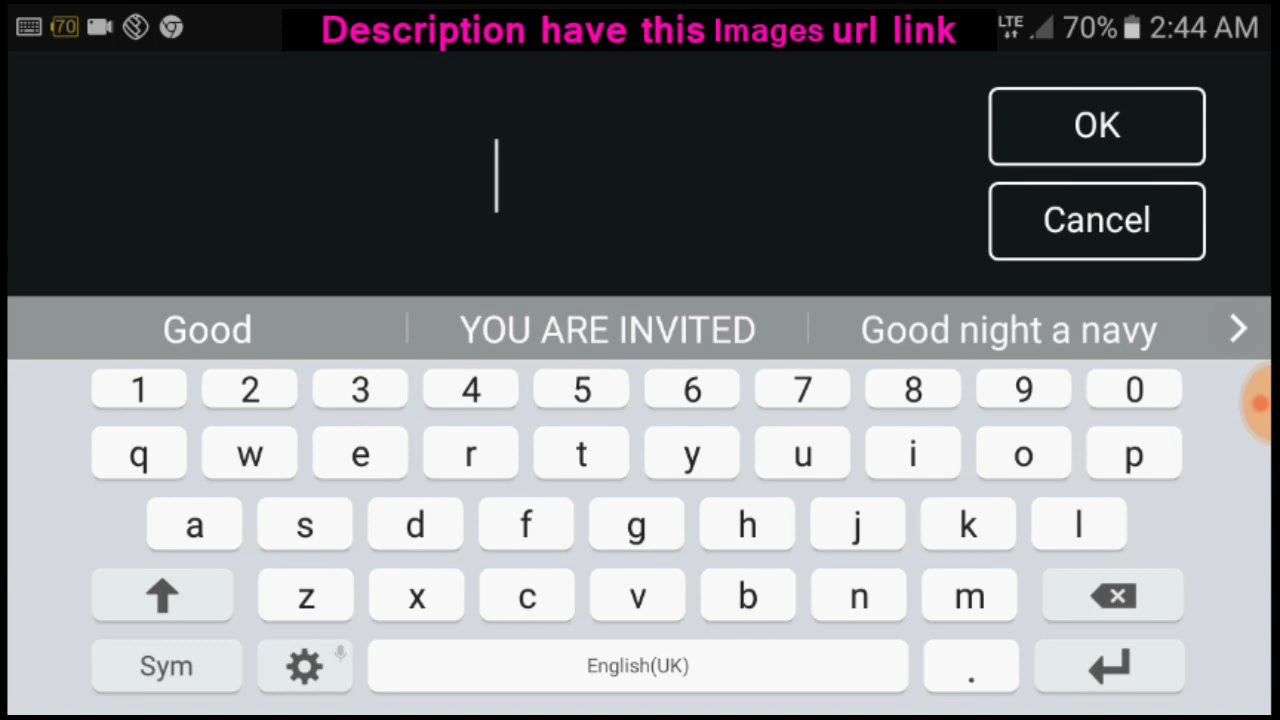 70 Description have this Images url link LTE 70% 2:44 AM
OK
Cancel
Good YOU ARE INVITED Good night a navy
1 2 3 4 5 6 7 8 9 0
q w e r t y u i o p
a s d f g h j k l
z x c v b n m
Sym English(UK) .